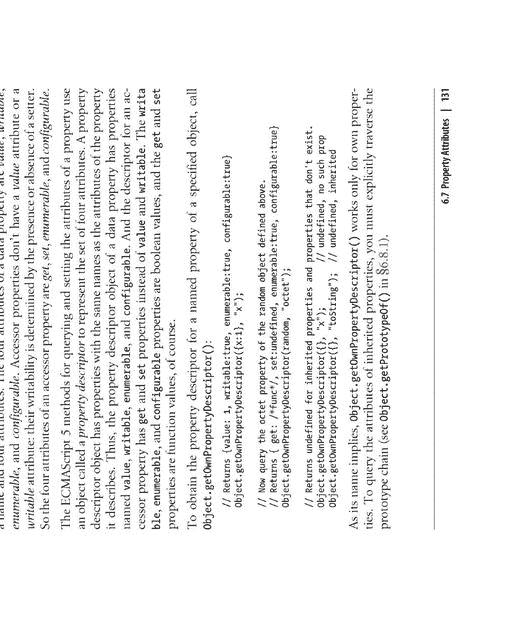 a name and four attributes. The four attributes of a data property are value, writable,
enumerable, and configurable. Accessor properties don't have a value attribute or a
writable attribute: their writability is determined by the presence or absence of a setter.
So the four attributes of an accessor property are get, set, enumerable, and configurable.
The ECMAScript 5 methods for querying and setting the attributes of a property use
an object called a property descriptor to represent the set of four attributes. A property
descriptor object has properties with the same names as the attributes of the property
it describes. Thus, the property descriptor object of a data property has properties
named value, writable, enumerable, and configurable. And the descriptor for an ac-
cessor property has get and set properties instead of value and writable. The writa
ble, enumerable, and configurable properties are boolean values, and the get and set
properties are function values, of course.
To obtain the property descriptor for a named property of a specified object, call
Object.getOwnPropertyDescriptor():
// Returns {value: 1, writable:true, enumerable:true, configurable:true}
Object.getOwnPropertyDescriptor({x:1}, "x");
// Now query the octet property of the random object defined above.
// Returns { get: /*func*/, set:undefined, enumerable:true, configurable:true}
Object.getOwnPropertyDescriptor(random, "octet");
// Returns undefined for inherited properties and properties that don't exist.
Object.getOwnPropertyDescriptor({}, "x"); // undefined, no such prop
Object.getOwnPropertyDescriptor({}, "toString"); // undefined, inherited
As its name implies, Object.getOwnPropertyDescriptor() works only for own proper-
ties. To query the attributes of inherited properties, you must explicitly traverse the
prototype chain (see Object.getPrototypeOf() in §6.8.1).
6.7 Property Attributes | 131